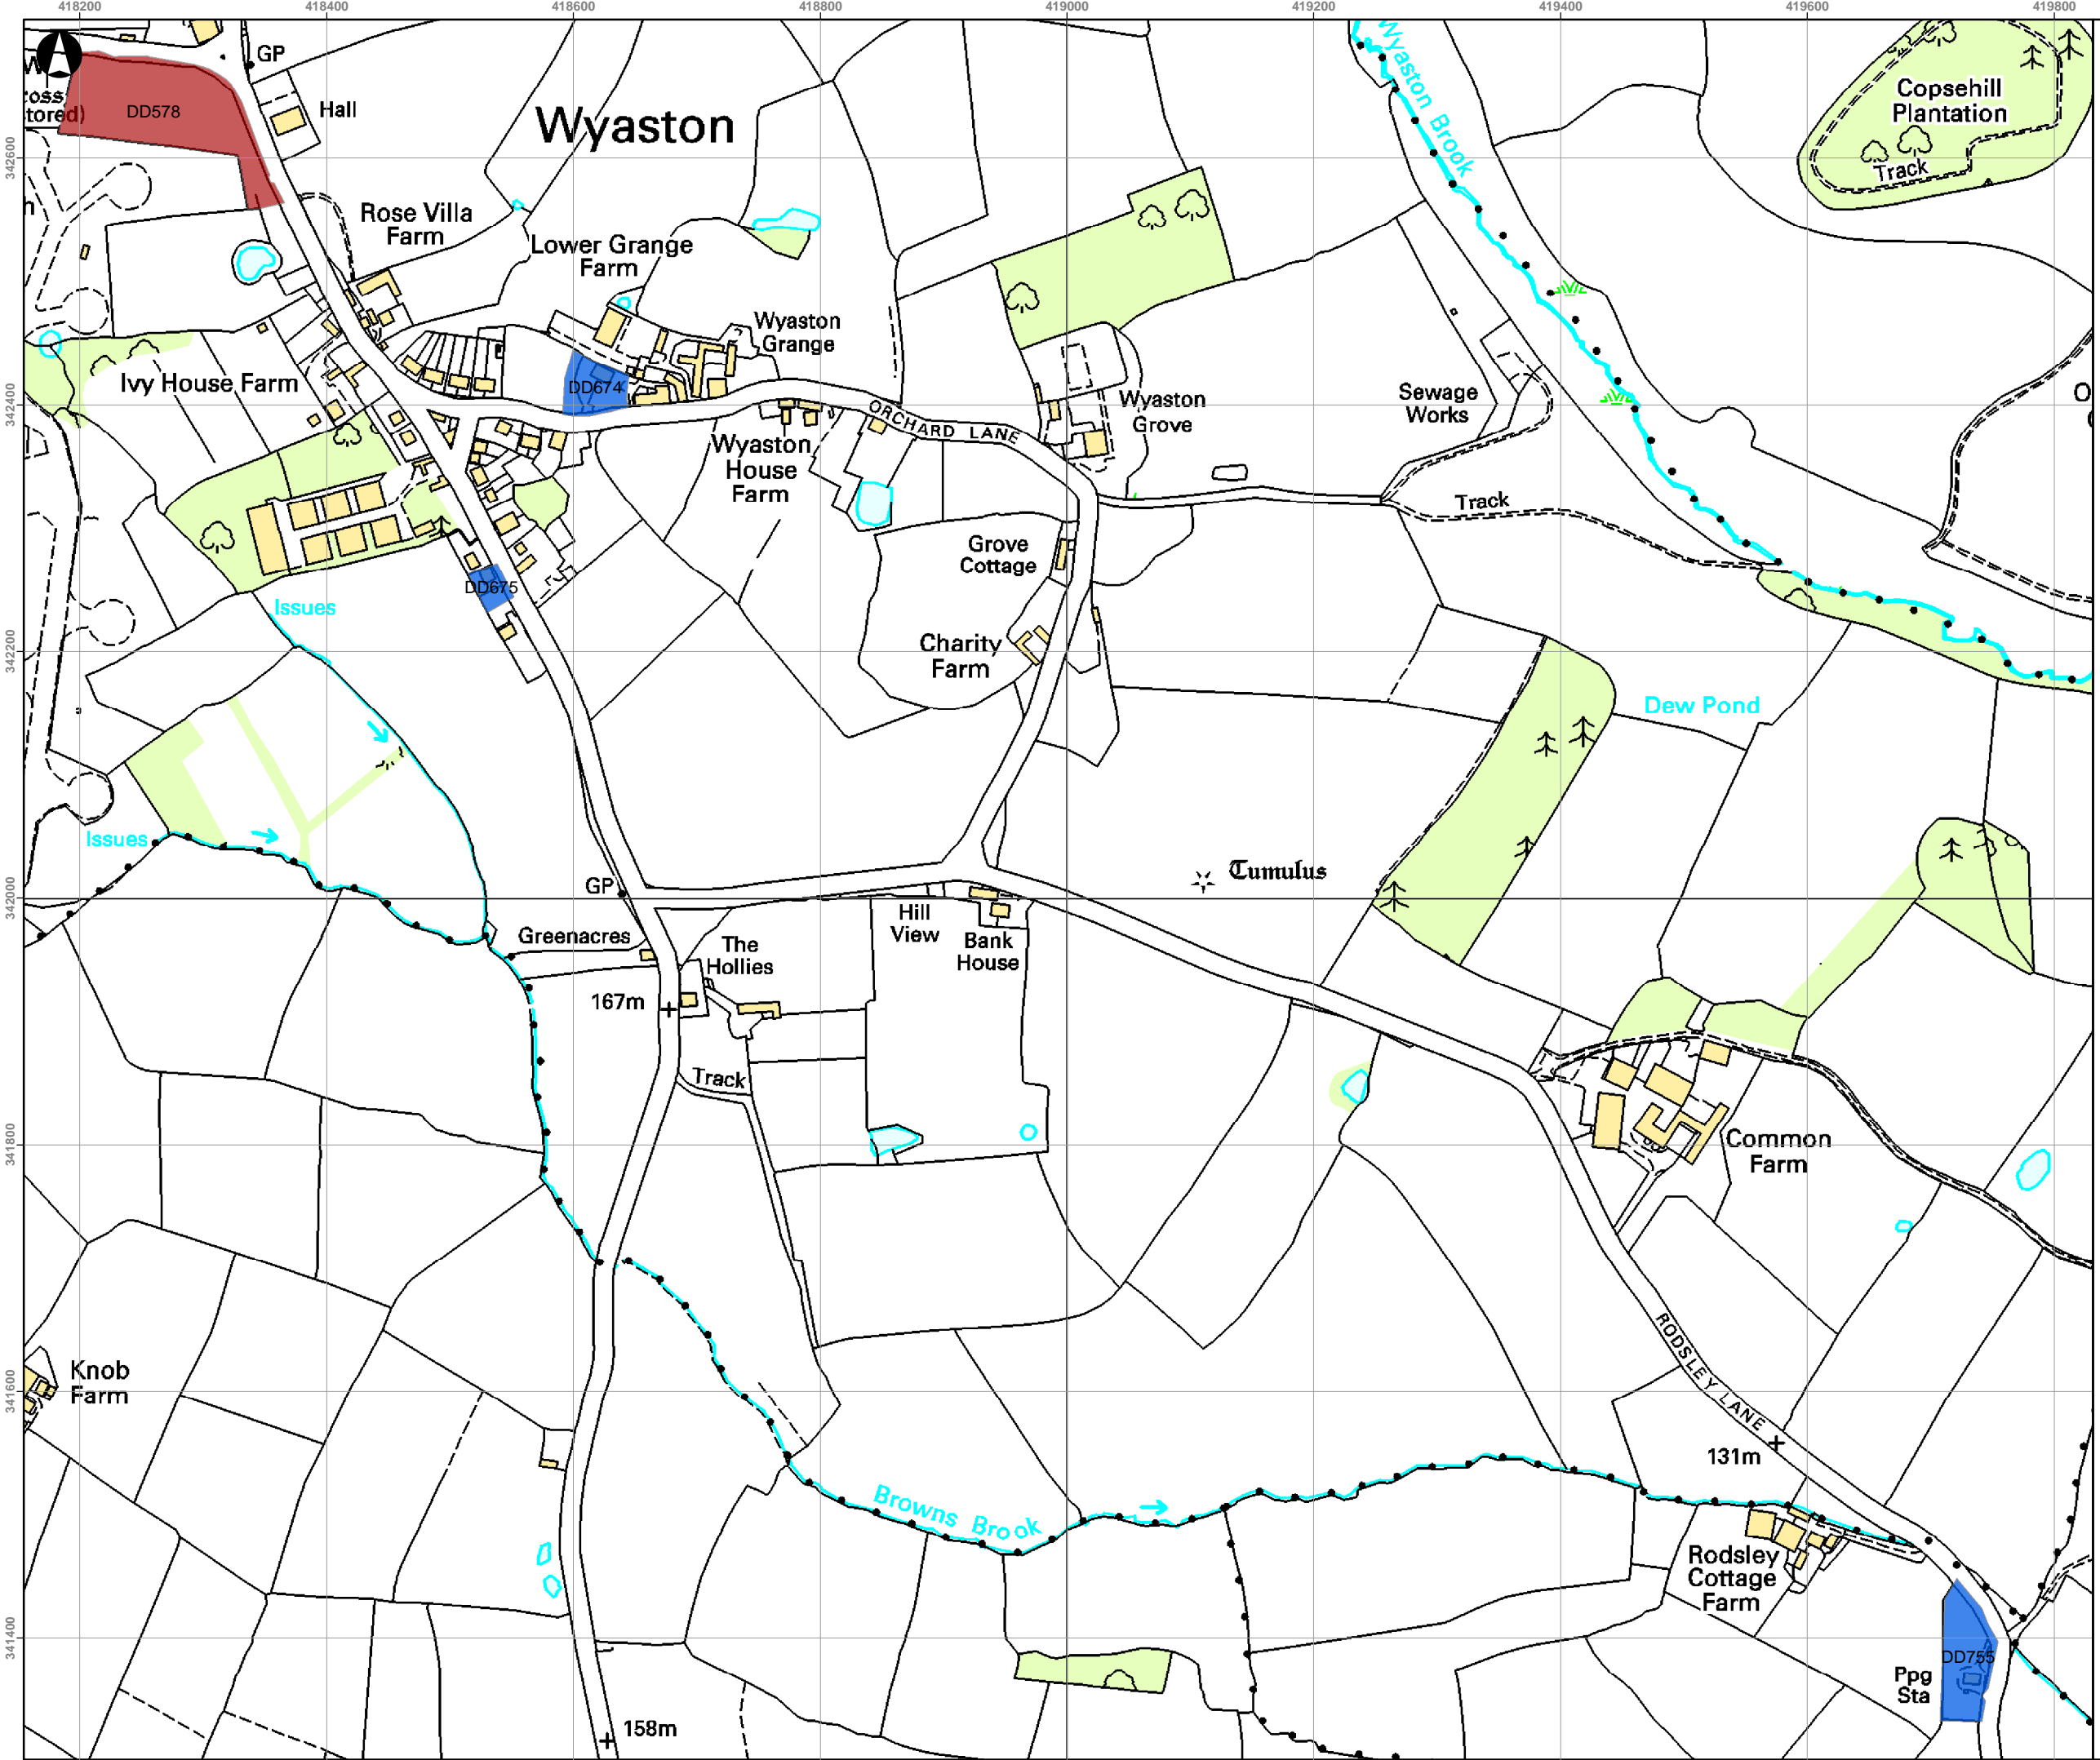 418200
418400
418600
418800
419000
419200
419400
419600
419800
342600
342400
342200
342000
341800
341600
341400
GP
oss
tored)
DD578
Hall
Wyaston
Wyaston Brook
Copsehill
Plantation
Track
Rose Villa
Farm
Lower Grange
Farm
Wyaston
Grange
Ivy House Farm
DD674
ORCHARD LANE
Wyaston
Grove
Sewage
Works
Wyaston
House
Farm
Track
Grove
Cottage
DD675
Issues
Charity
Farm
Dew Pond
Issues
Tumulus
GP
Hill
View
Bank
House
Greenacres
The
Hollies
167m
Track
Common
Farm
RODSLEY LANE
Knob
Farm
131m
Browns Brook
Rodsley
Cottage
Farm
DD755
Ppg
Sta
158m